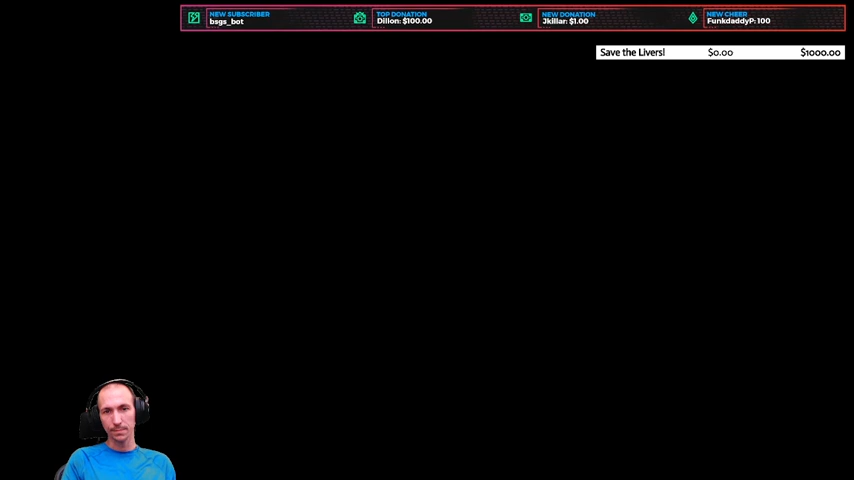 NEW SUBSCRIBER
bsgs_bot
TOP DONATION
Dillon: $100.00
NEW DONATION
Jkillar: $1.00
NEW CHEER
FunkdaddyP: 100
Save the Livers! $0.00 $1000.00